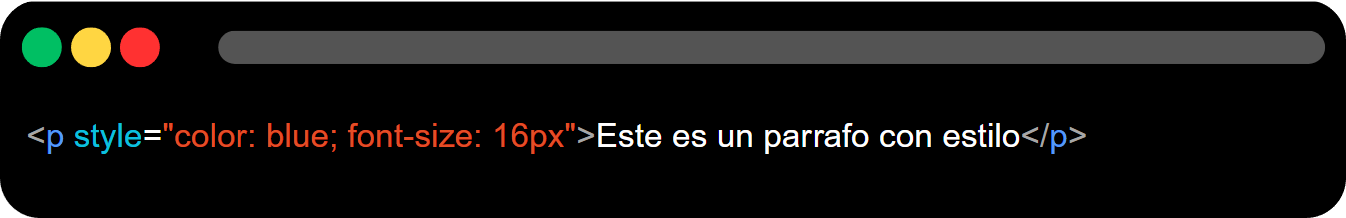 <p style="color: blue; font-size: 16px">Este es un parrafo con estilo</p>